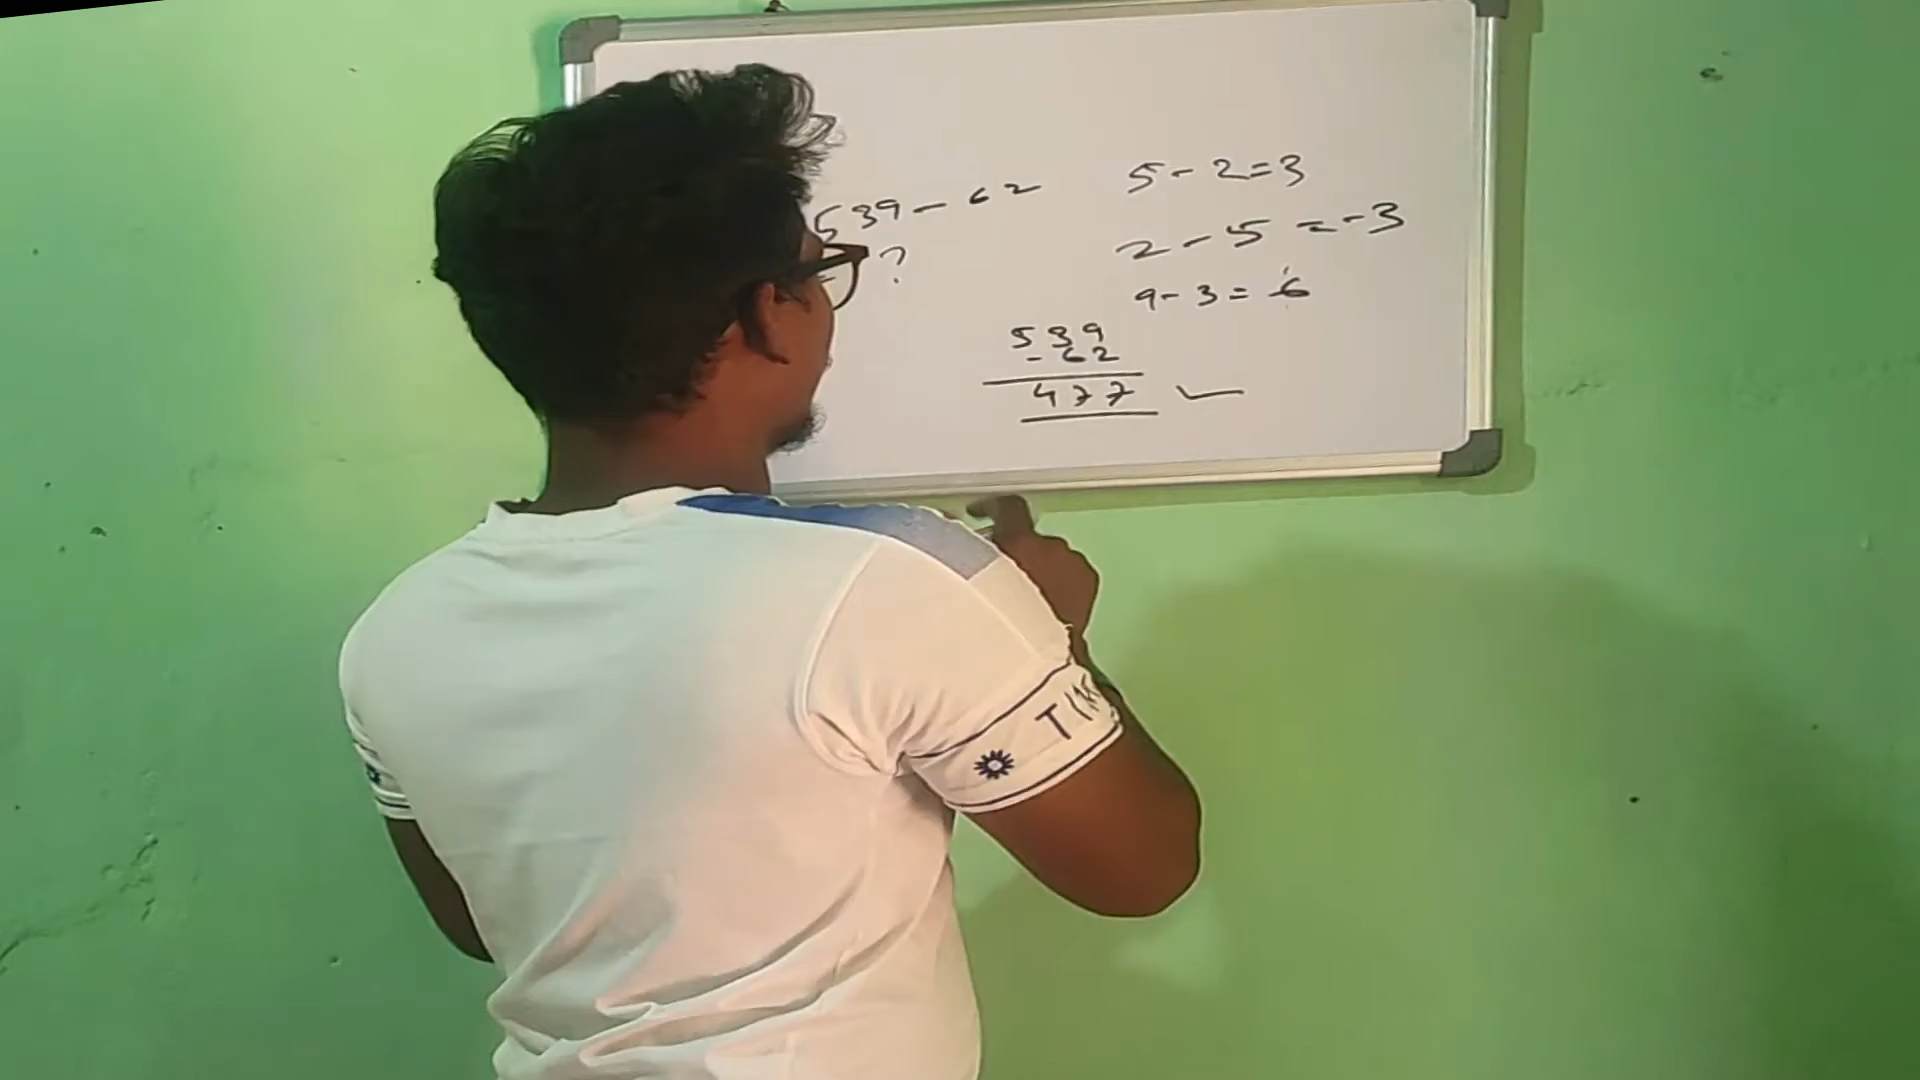 539 - 62
= ?
5 - 2 = 3
2 - 5 = -3
9 - 3 = 6
539
- 62
477